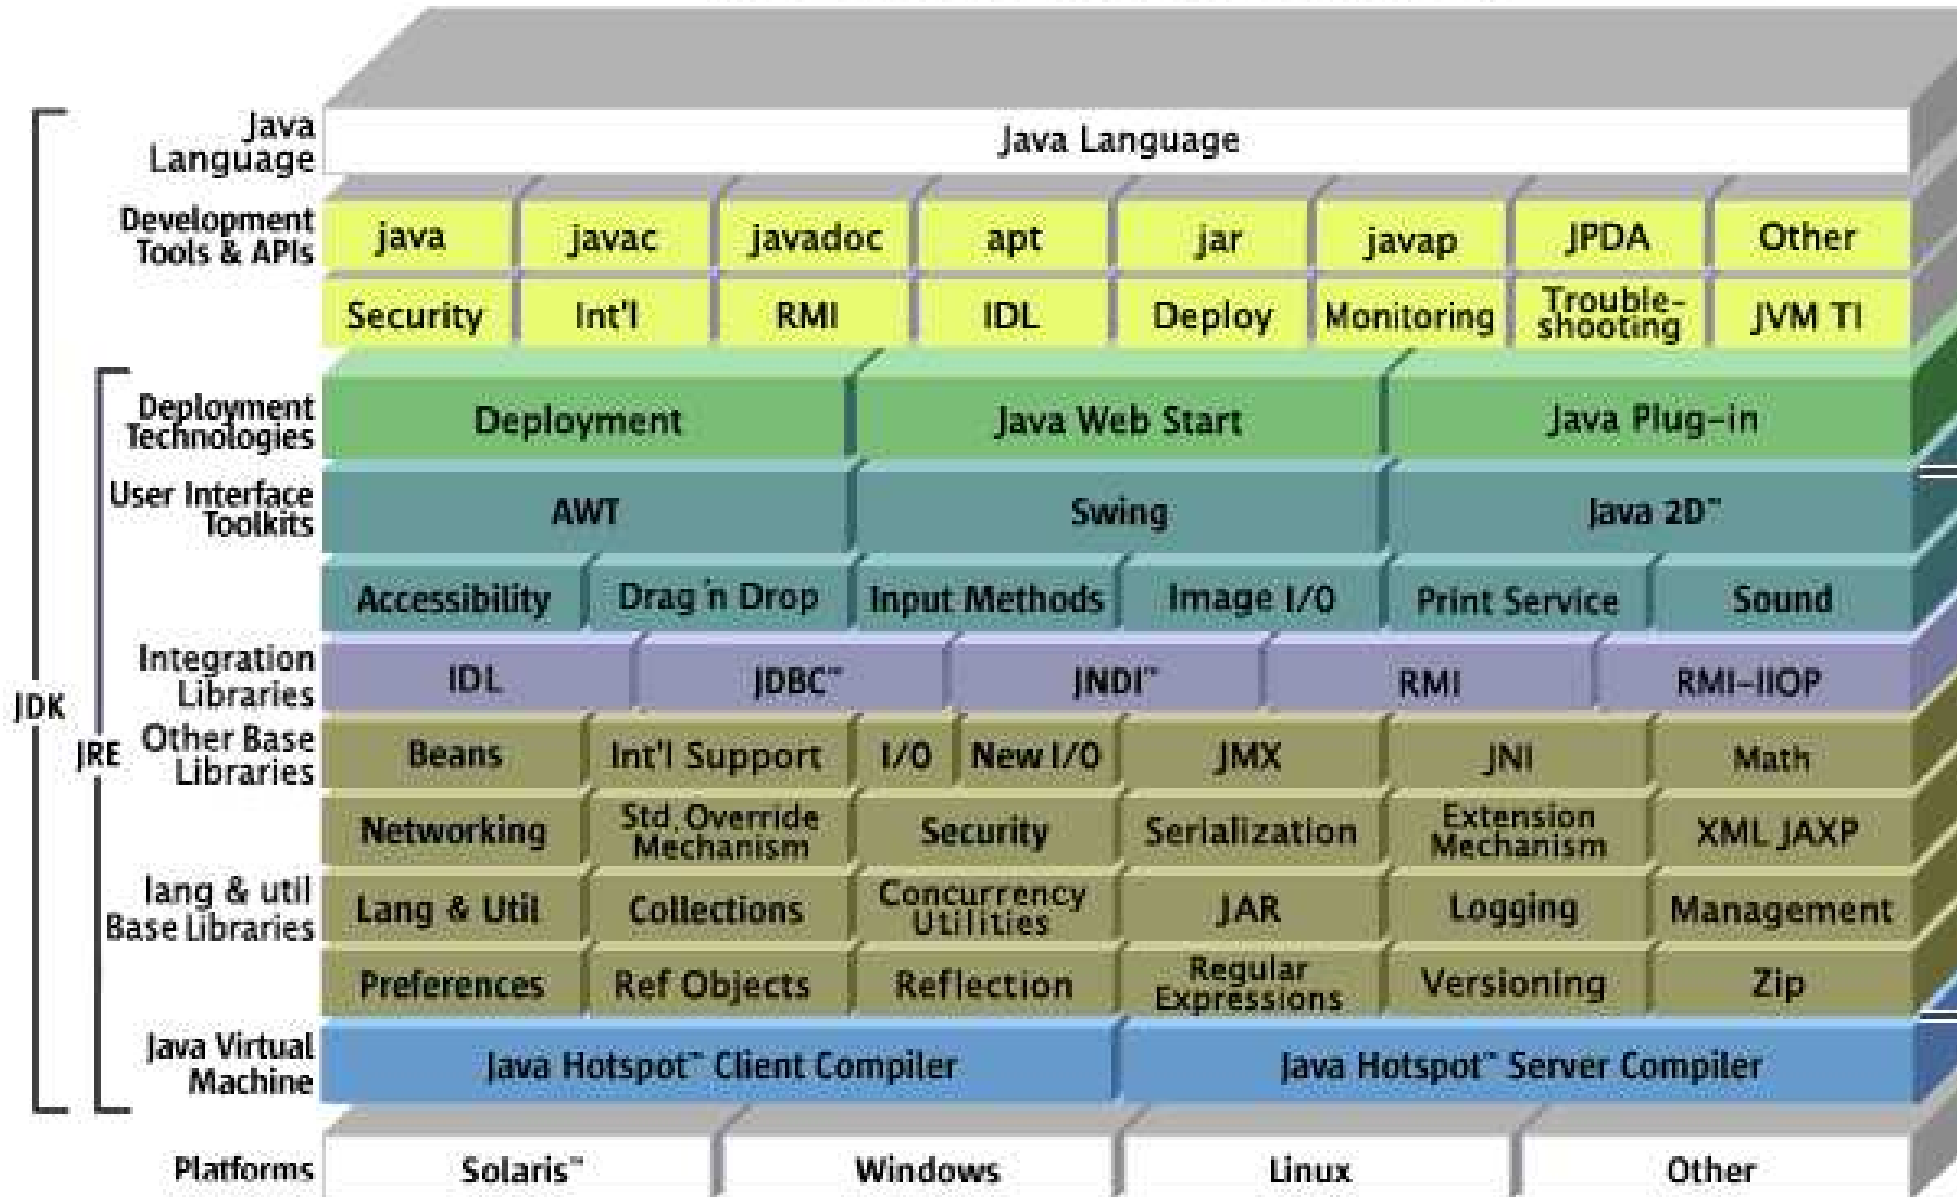 Java Language
Java Language
Development Tools & APIs
java javac javadoc apt jar javap JPDA Other
Security Int'l RMI IDL Deploy Monitoring Trouble-shooting JVM TI
Deployment Technologies
Deployment Java Web Start Java Plug-in
User Interface Toolkits
AWT Swing Java 2D™
Accessibility Drag 'n Drop Input Methods Image I/O Print Service Sound
Integration Libraries
IDL JDBC™ JNDI™ RMI RMI-IIOP
JDK
JRE
Other Base Libraries
Beans Int'l Support I/O New I/O JMX JNI Math
Networking Std. Override Mechanism Security Serialization Extension Mechanism XML JAXP
lang & util Base Libraries
Lang & Util Collections Concurrency Utilities JAR Logging Management
Preferences Ref Objects Reflection Regular Expressions Versioning Zip
Java Virtual Machine
Java Hotspot™ Client Compiler Java Hotspot™ Server Compiler
Platforms
Solaris™ Windows Linux Other